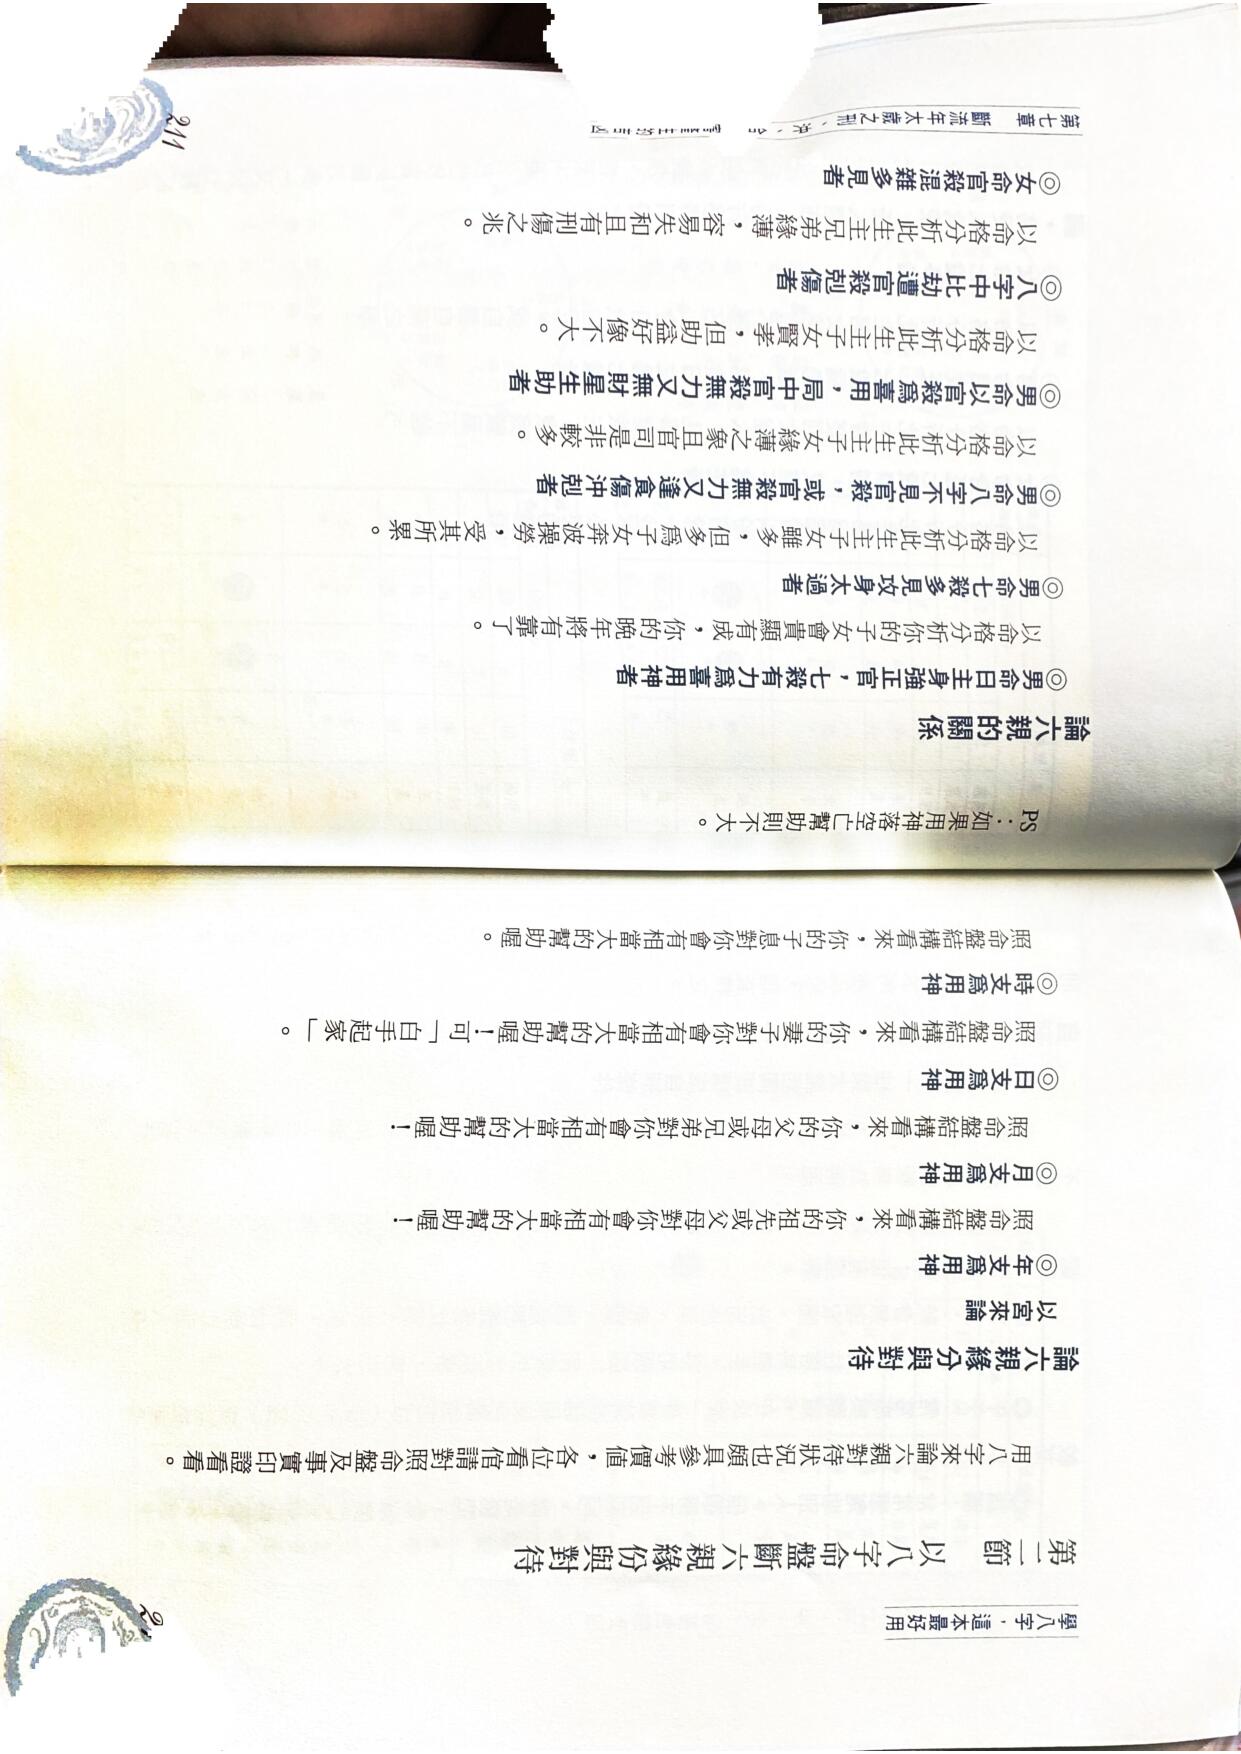 學八字，這本最好用
第二節　以八字命盤斷六親緣份與對待
用八字來論六親對待狀況也頗具參考價值，各位看倌請對照命盤及事實印證看看。
論六親緣分與對待
以宮來論
◎年支為用神
照命盤結構看來，你的祖先或父母對你會有相當大的幫助喔！
◎月支為用神
照命盤結構看來，你的父母或兄弟對你會有相當大的幫助喔！
◎日支為用神
照命盤結構看來，你的妻子對你會有相當大的幫助喔！可「白手起家」。
◎時支為用神
照命盤結構看來，你的子息對你會有相當大的幫助喔。
PS：如果用神落空亡幫助則不大。
論六親的關係
◎男命日主身強正官，七殺有力為喜用神者
以命格分析你的子女會貴顯有成，你的晚年將有靠了。
◎男命七殺多見攻身太過者
以命格分析此生主子女雖多，但多為子女奔波操勞，受其所累。
◎男命八字不見官殺，或官殺無力又逢食傷沖剋者
以命格分析此生主子女緣薄之象且官司是非較多。
◎男命以官殺為喜用，局中官殺無力又無財星生助者
以命格分析此生主子女賢孝，但助益好像不大。
◎八字中比劫遭官殺剋傷者
以命格分析此生主兄弟緣薄，容易失和且有刑傷之兆。
◎女命官殺混雜多見者
第七章　斷流年太歲之刑、沖、合
211